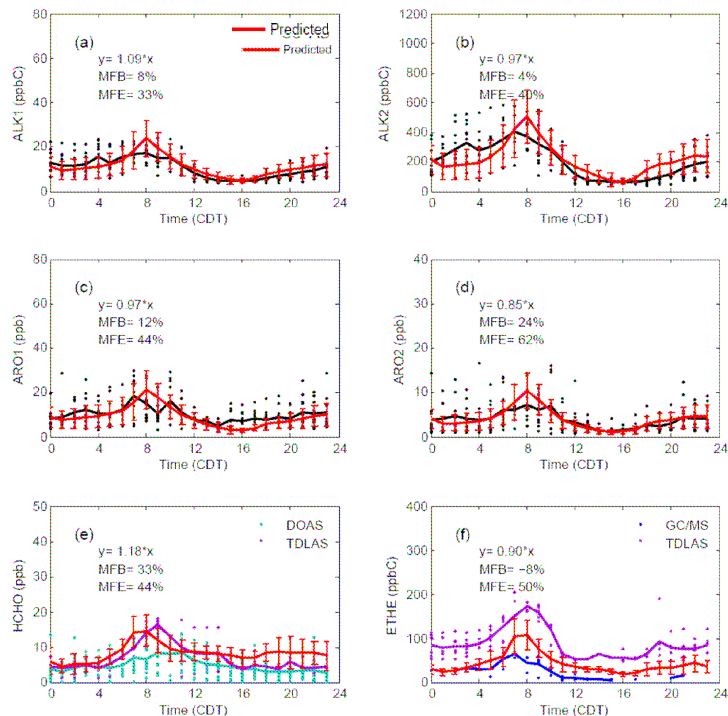 80
60
40
20
0
ALK1 (ppbC)
(a)
Predicted
Predicted
y= 1.09*x
MFB= 8%
MFE= 33%
0 4 8 12 16 20 24
Time (CDT)
1200
1000
800
600
400
200
0
ALK2 (ppbC)
(b)
y= 0.97*x
MFB= 4%
MFE= 40%
0 4 8 12 16 20 24
Time (CDT)
80
60
40
20
0
ARO1 (ppb)
(c)
y= 0.97*x
MFB= 12%
MFE= 44%
0 4 8 12 16 20 24
Time (CDT)
40
30
20
10
0
ARO2 (ppb)
(d)
y= 0.85*x
MFB= 24%
MFE= 62%
0 4 8 12 16 20 24
Time (CDT)
50
40
30
20
10
0
HCHO (ppb)
(e)
DOAS
TDLAS
y= 1.18*x
MFB= 33%
MFE= 44%
0 4 8 12 16 20 24
Time (CDT)
400
300
200
100
0
ETHE (ppbC)
(f)
GC/MS
TDLAS
y= 0.90*x
MFB= −8%
MFE= 50%
0 4 8 12 16 20 24
Time (CDT)